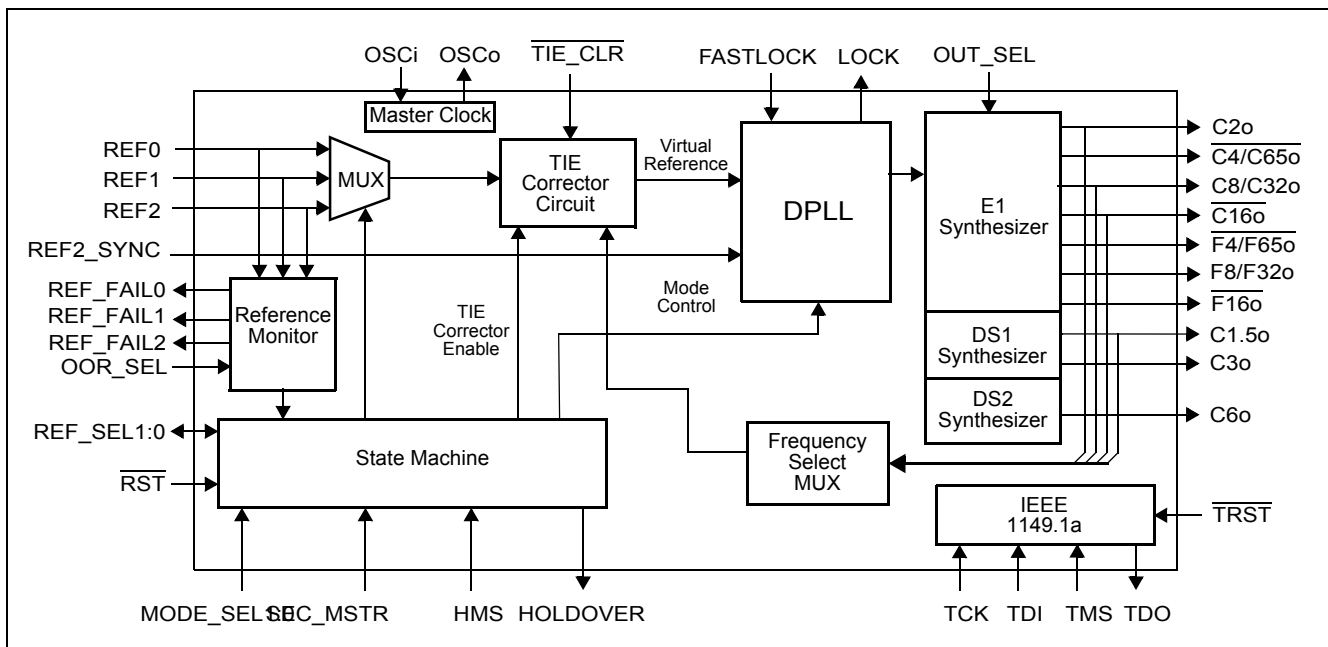 OSCi OSCo TIE_CLR FASTLOCK LOCK OUT_SEL
Master Clock
REF0
REF1
REF2
REF2_SYNC
REF_FAIL0
REF_FAIL1
REF_FAIL2
OOR_SEL
REF_SEL1:0
RST
MUX
TIE
Corrector
Circuit
Virtual
Reference
DPLL
E1
Synthesizer
DS1
Synthesizer
DS2
Synthesizer
C2o
C4/C65o
C8/C32o
C16o
F4/F65o
F8/F32o
F16o
C1.5o
C3o
C6o
Reference
Monitor
TIE
Corrector
Enable
Mode
Control
State Machine
Frequency
Select
MUX
IEEE
1149.1a
TRST
MODE_SEL1:0 SEC_MSTR HMS HOLDOVER TCK TDI TMS TDO